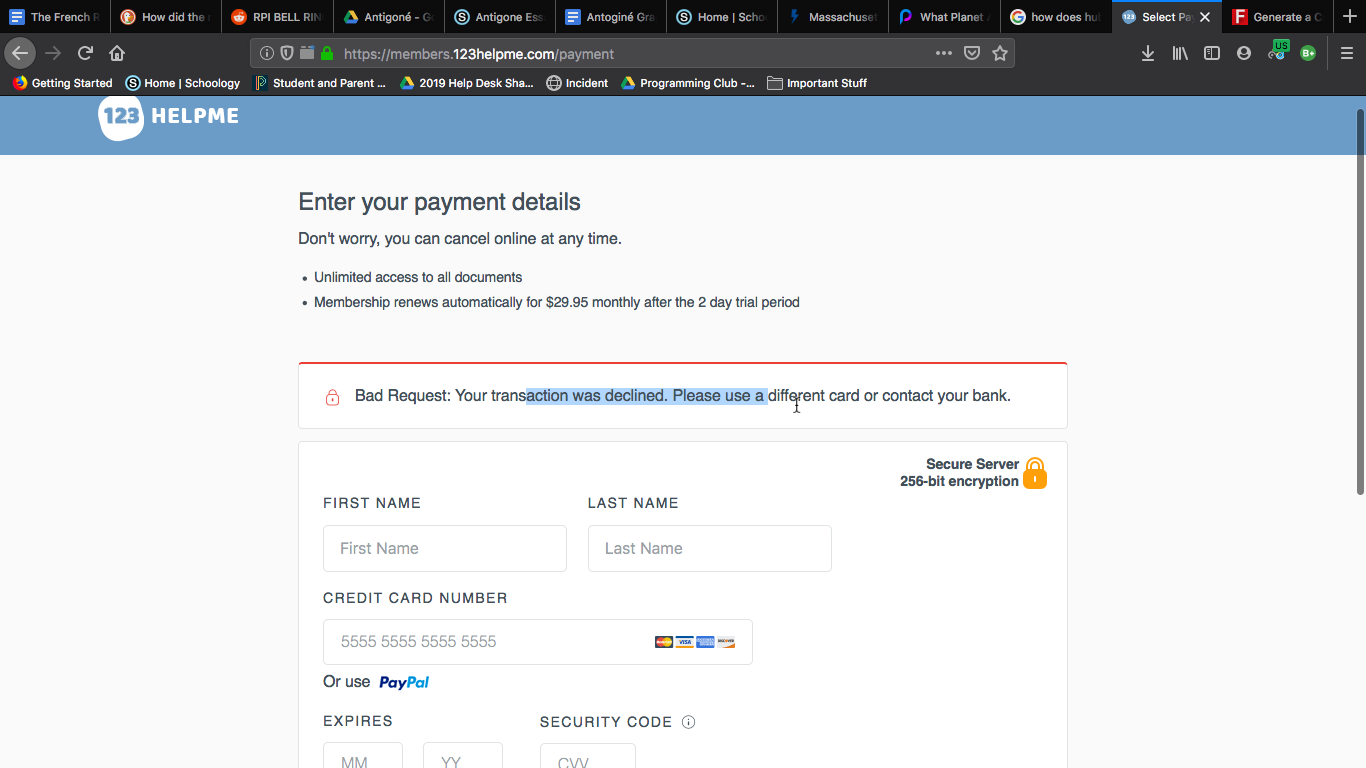 The French R
How did the r
RPI BELL RIN
Antigoné - Go
Antigone Ess
Antoginé Gra
Home | Schoo
Massachuset
What Planet A
how does hu
123 Select Pay
F Generate a C
US
https://members.123helpme.com/payment
B+
Getting Started
Home | Schoology
Student and Parent ...
2019 Help Desk Sha...
Incident
Programming Club -...
Important Stuff
123 HELPME
Enter your payment details
Don't worry, you can cancel online at any time.
• Unlimited access to all documents
• Membership renews automatically for $29.95 monthly after the 2 day trial period
Bad Request: Your transaction was declined. Please use a different card or contact your bank.
Secure Server
256-bit encryption
FIRST NAME
LAST NAME
First Name
Last Name
CREDIT CARD NUMBER
5555 5555 5555 5555
VISA
Or use PayPal
EXPIRES
SECURITY CODE
MM
YY
CVV